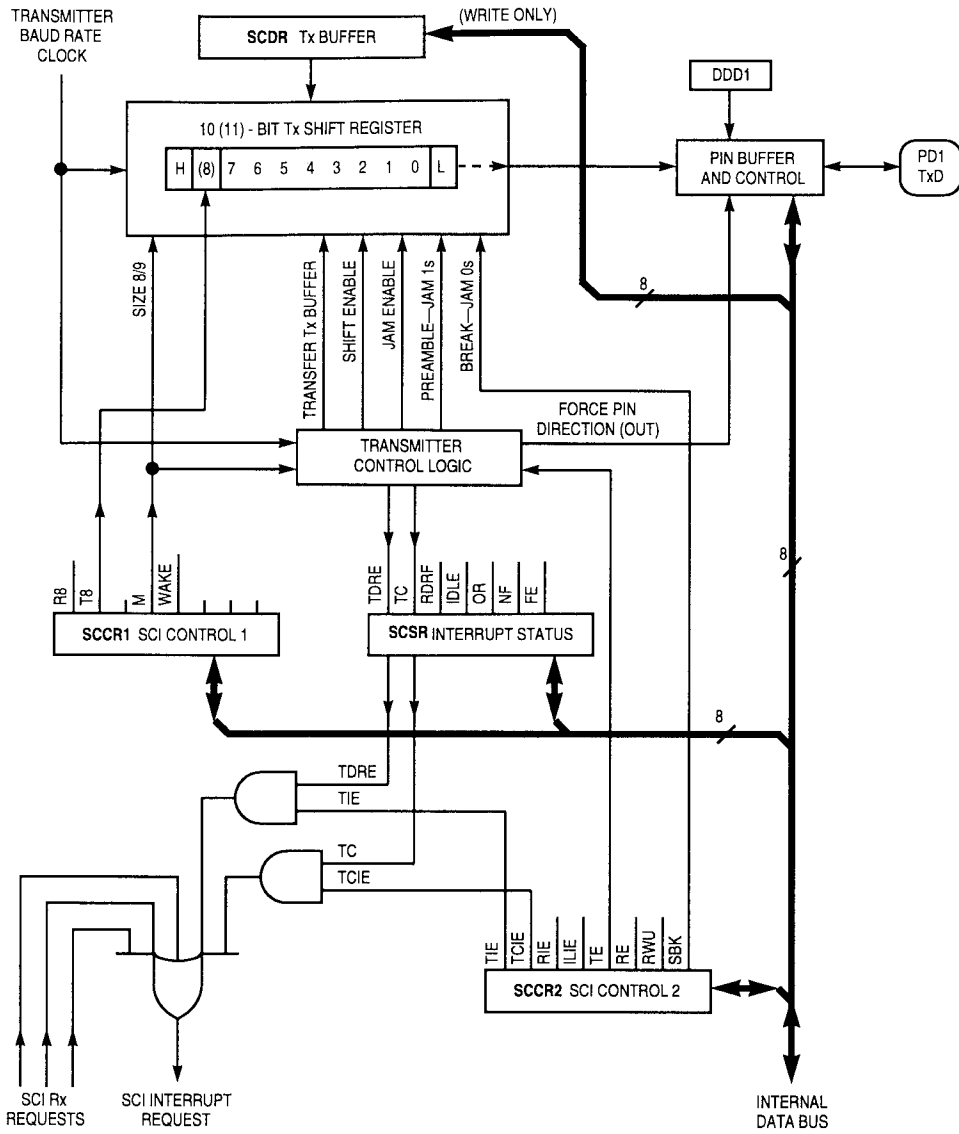 TRANSMITTER
BAUD RATE
CLOCK
SCDR Tx BUFFER
(WRITE ONLY)
DDD1
10 (11) - BIT Tx SHIFT REGISTER
H (8) 7 6 5 4 3 2 1 0 L
PIN BUFFER
AND CONTROL
PD1
TxD
SIZE 8/9
TRANSFER Tx BUFFER
SHIFT ENABLE
JAM ENABLE
PREAMBLE—JAM 1s
BREAK—JAM 0s
8
FORCE PIN
DIRECTION (OUT)
TRANSMITTER
CONTROL LOGIC
8
R8
T8
M
WAKE
TDRE
TC
RDRF
IDLE
OR
NF
FE
SCCR1 SCI CONTROL 1
SCSR INTERRUPT STATUS
8
TDRE
TIE
TC
TCIE
TIE
TCIE
RIE
ILIE
TE
RE
RWU
SBK
SCCR2 SCI CONTROL 2
SCI Rx
REQUESTS
SCI INTERRUPT
REQUEST
INTERNAL
DATA BUS